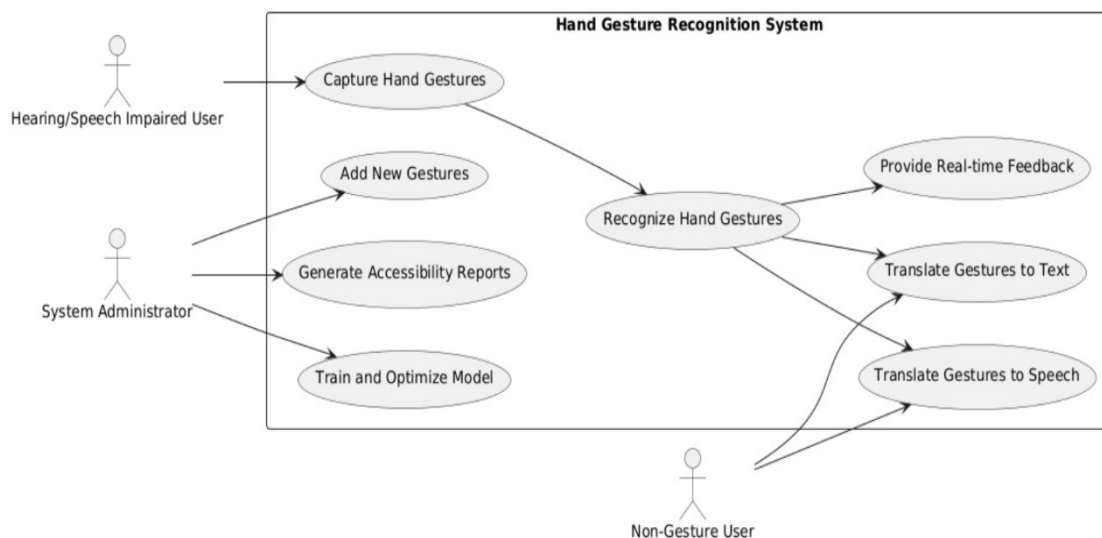 Hand Gesture Recognition System
Capture Hand Gestures
Hearing/Speech Impaired User
Add New Gestures
Provide Real-time Feedback
Recognize Hand Gestures
Generate Accessibility Reports
Translate Gestures to Text
System Administrator
Train and Optimize Model
Translate Gestures to Speech
Non-Gesture User